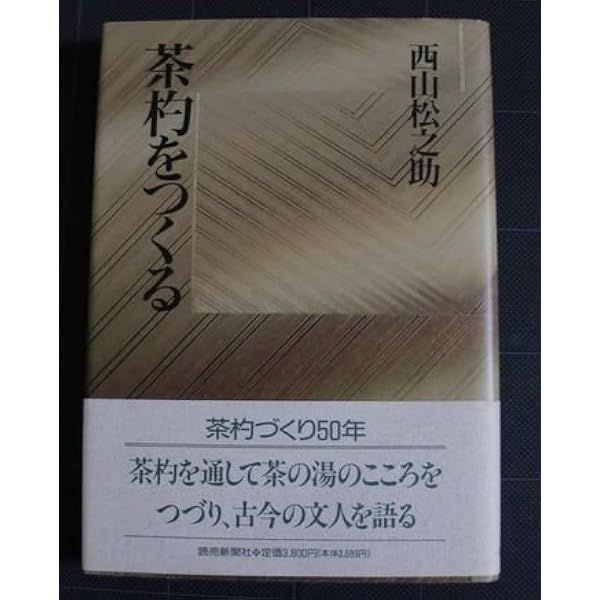 西山松之助
茶杓をつくる
茶杓づくり50年
茶杓を通して茶の湯のこころを
つづり、古今の文人を語る
読売新聞社